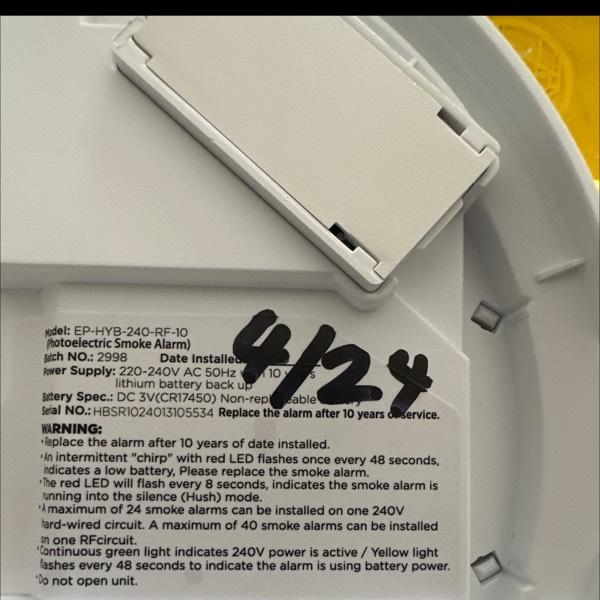 Model: EP-HYB-240-RF-10
(Photoelectric Smoke Alarm)
Batch NO.: 2998 Date Installed
4/24
Power Supply: 220-240V AC 50Hz 10
lithium battery back up
Battery Spec.: DC 3V(CR17450)
Serial NO.: HBSR1024013105534 Replace the alarm after 10 years of service.
WARNING:
•Replace the alarm after 10 years of date installed.
•An intermittent "chirp" with red LED flashes once every 48 seconds,
indicates a low battery, Please replace the smoke alarm.
•The red LED will flash every 8 seconds, indicates the smoke alarm is
running into the silence (Hush) mode.
•A maximum of 24 smoke alarms can be installed on one 240V
hard-wired circuit. A maximum of 40 smoke alarms can be installed
on one RFcircuit.
•Continuous green light indicates 240V power is active / Yellow light
flashes every 48 seconds to indicate the alarm is using battery power.
•Do not open unit.